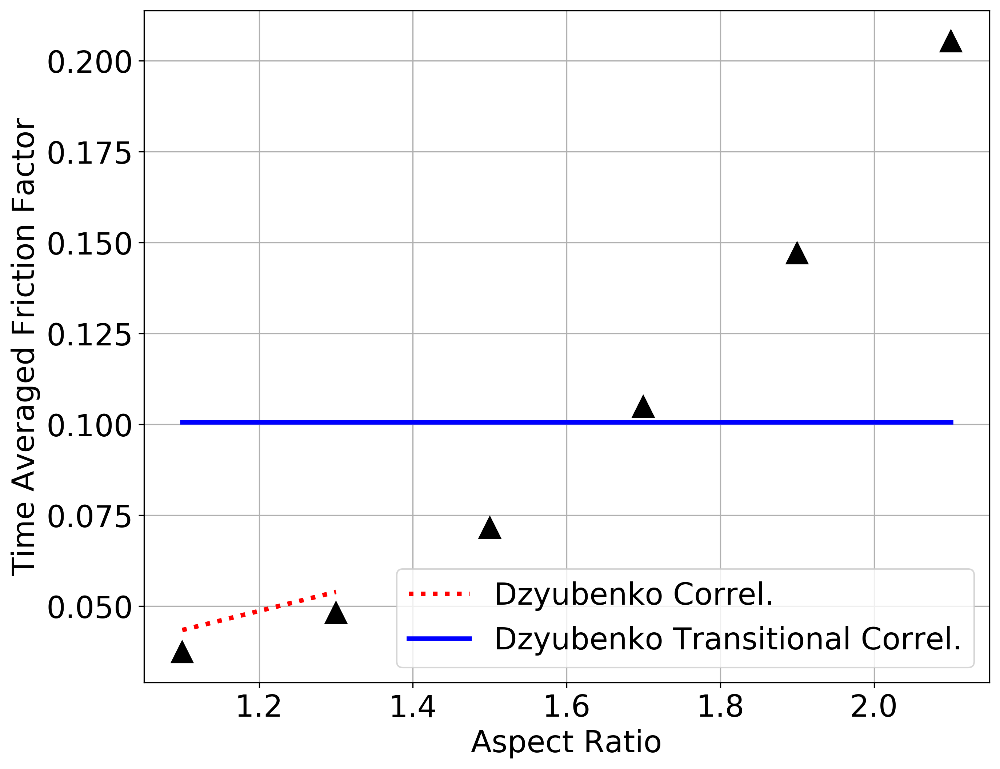 Time Averaged Friction Factor
0.200
0.175
0.150
0.125
0.100
0.075
0.050
Dzyubenko Correl.
Dzyubenko Transitional Correl.
1.2 1.4 1.6 1.8 2.0
Aspect Ratio